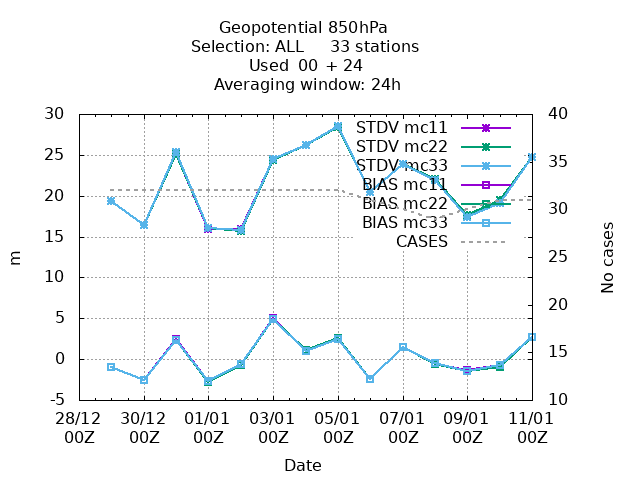 Geopotential 850hPa
Selection: ALL 33 stations
Used 00 + 24
Averaging window: 24h
30
25
20
15
10
5
0
-5
m
40
35
30
25
20
15
10
No cases
STDV mc11
STDV mc22
STDV mc33
BIAS mc11
BIAS mc22
BIAS mc33
CASES
28/12 30/12 01/01 03/01 05/01 07/01 09/01 11/01
00Z 00Z 00Z 00Z 00Z 00Z 00Z 00Z
Date